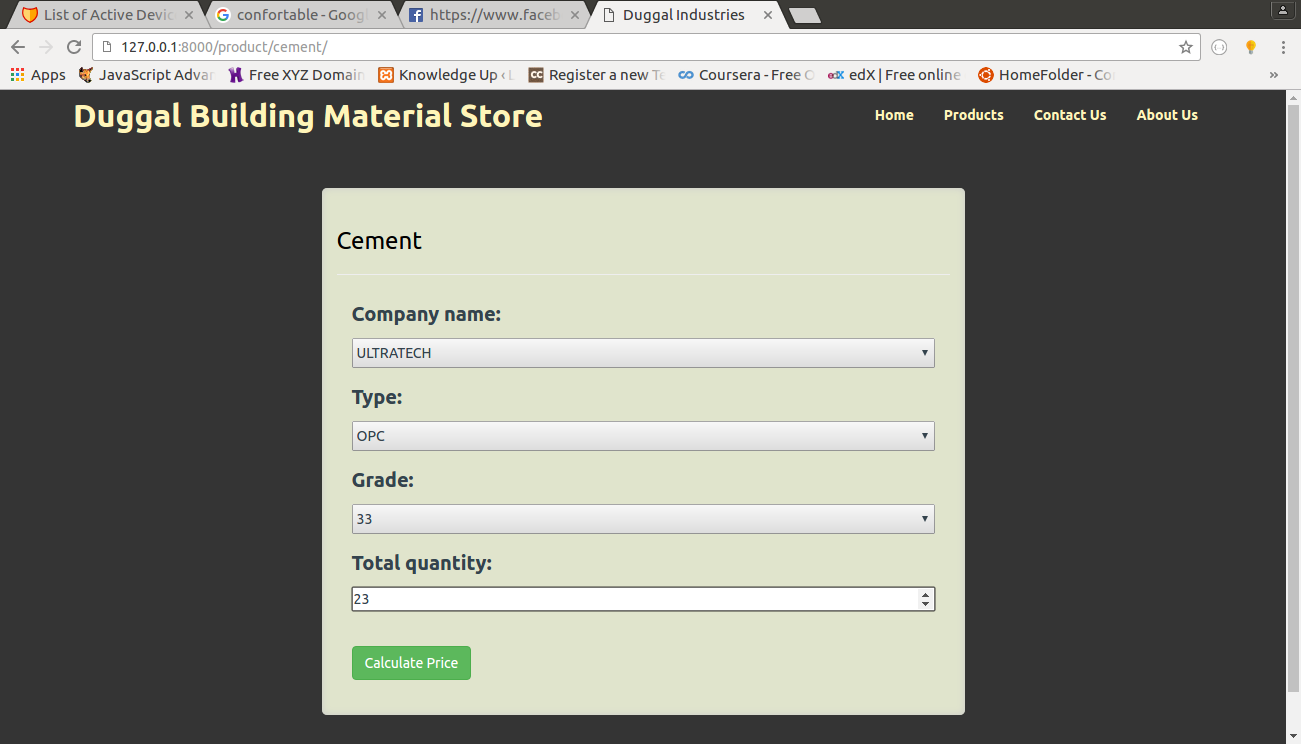 List of Active Devic
confortable - Googl
https://www.faceb
Duggal Industries
127.0.0.1:8000/product/cement/
Apps
JavaScript Advan
Free XYZ Domain
Knowledge Up ‹ L
CC Register a new Te
Coursera - Free O
edX | Free online
HomeFolder - Co
»
Duggal Building Material Store
Home
Products
Contact Us
About Us
Cement
Company name:
ULTRATECH
Type:
OPC
Grade:
33
Total quantity:
23
Calculate Price